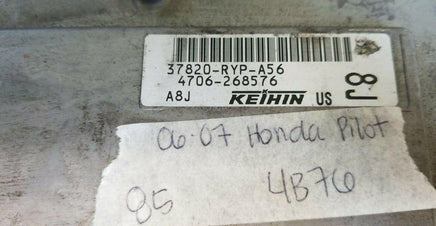 37820-RYP-A56
4706-268576
A8J KEIHIN US
8J
06-07 Honda Pilot
85 4B76